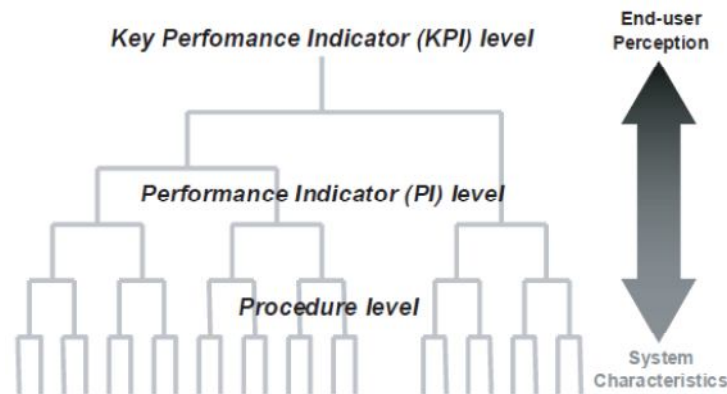 Key Perfomance Indicator (KPI) level
End-user
Perception
Performance Indicator (PI) level
Procedure level
System
Characteristics